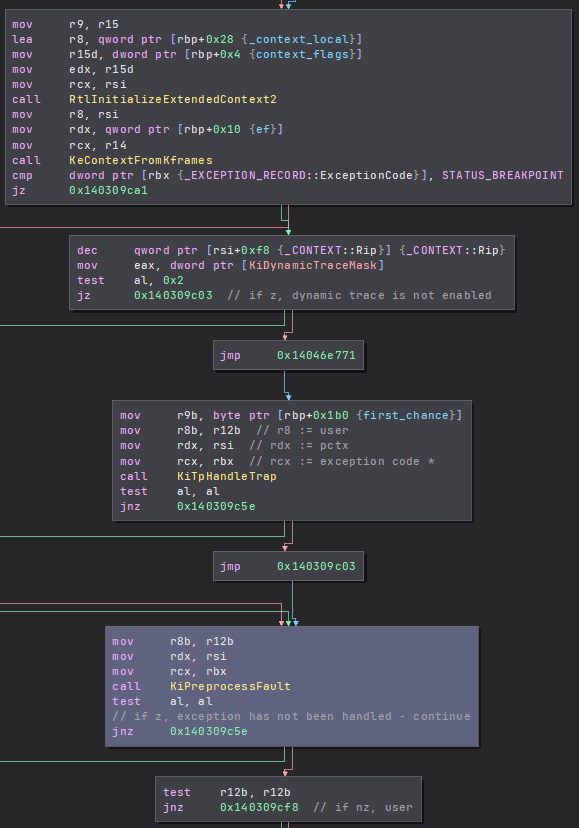 mov     r9, r15
lea     r8, qword ptr [rbp+0x28 {_context_local}]
mov     r15d, dword ptr [rbp+0x4 {context_flags}]
mov     edx, r15d
mov     rcx, rsi
call    RtlInitializeExtendedContext2
mov     r8, rsi
mov     rdx, qword ptr [rbp+0x10 {ef}]
mov     rcx, r14
call    KeContextFromKframes
cmp     dword ptr [rbx {_EXCEPTION_RECORD::ExceptionCode}], STATUS_BREAKPOINT
jz      0x140309ca1
dec     qword ptr [rsi+0xf8 {_CONTEXT::Rip}] {_CONTEXT::Rip}
mov     eax, dword ptr [KiDynamicTraceMask]
test    al, 0x2
jz      0x140309c03  // if z, dynamic trace is not enabled
jmp     0x14046e771
mov     r9b, byte ptr [rbp+0x1b0 {first_chance}]
mov     r8b, r12b  // r8 := user
mov     rdx, rsi  // rdx := pctx
mov     rcx, rbx  // rcx := exception code *
call    KiTpHandleTrap
test    al, al
jnz     0x140309c5e
jmp     0x140309c03
mov     r8b, r12b
mov     rdx, rsi
mov     rcx, rbx
call    KiPreprocessFault
test    al, al
// if z, exception has not been handled - continue
jnz     0x140309c5e
test    r12b, r12b
jnz     0x140309cf8  // if nz, user